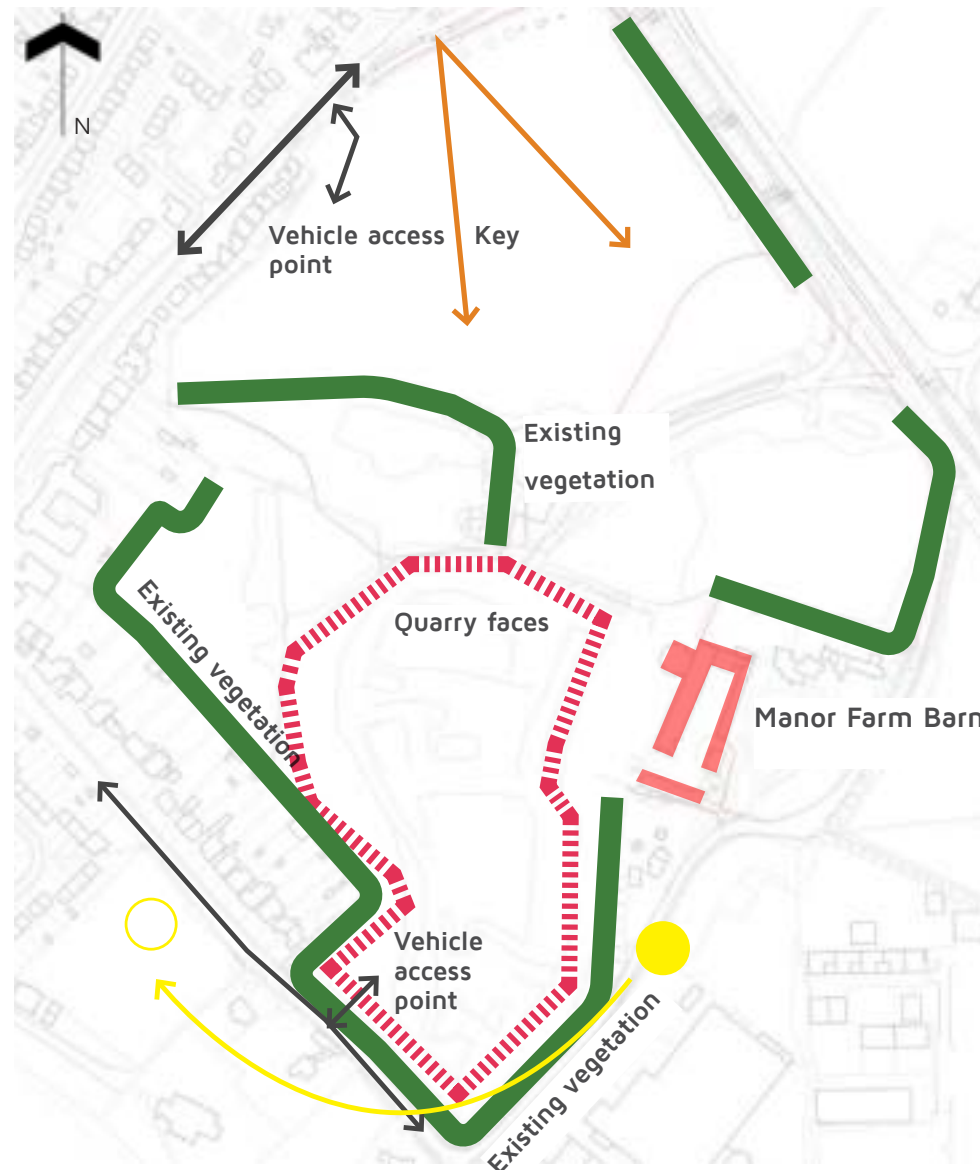 N
Vehicle access
point
Key
Existing
vegetation
Existing vegetation
Quarry faces
Manor Farm Barn
Vehicle
access
point
Existing vegetation